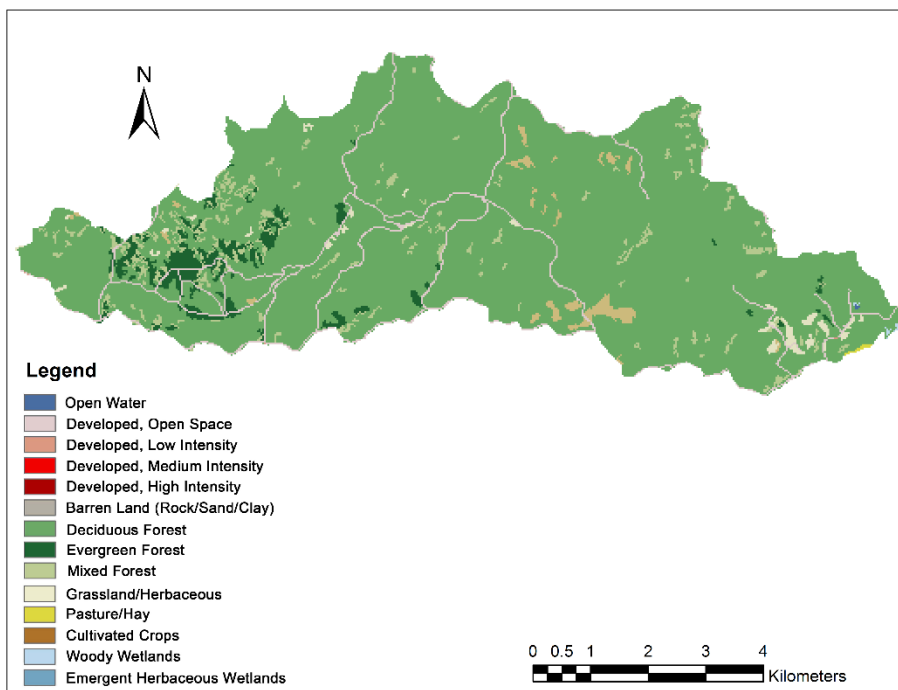 N
Legend
Open Water
Developed, Open Space
Developed, Low Intensity
Developed, Medium Intensity
Developed, High Intensity
Barren Land (Rock/Sand/Clay)
Deciduous Forest
Evergreen Forest
Mixed Forest
Grassland/Herbaceous
Pasture/Hay
Cultivated Crops
Woody Wetlands
Emergent Herbaceous Wetlands
0 0.5 1 2 3 4
Kilometers